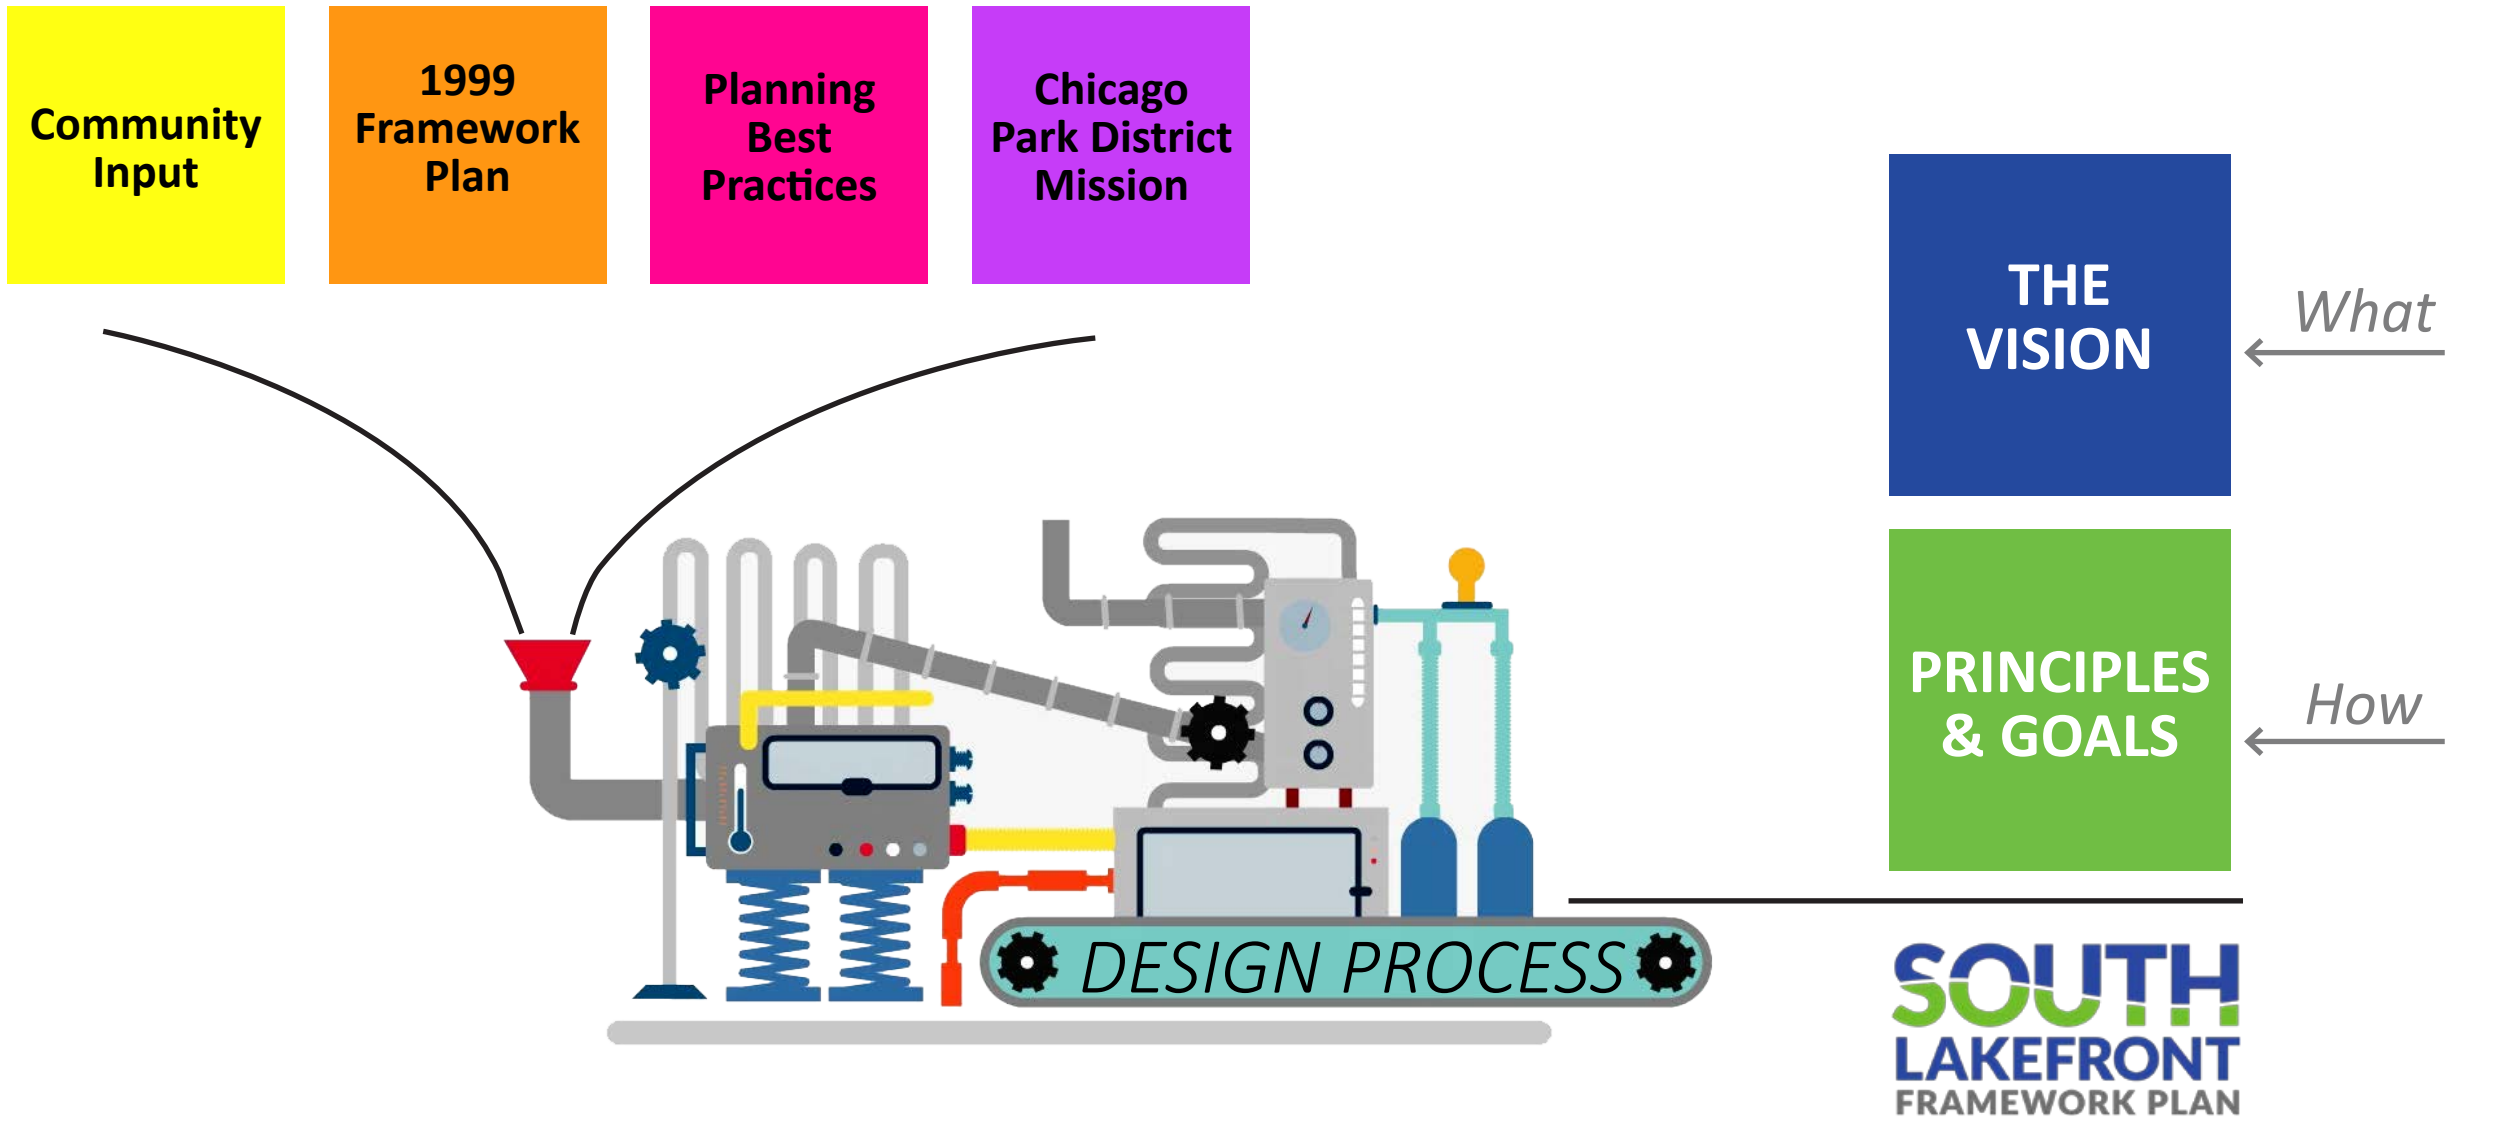 Community
Input
1999
Framework
Plan
Planning
Best
Practices
Chicago
Park District
Mission
THE
VISION
What
PRINCIPLES
& GOALS
How
DESIGN PROCESS
SOUTH
LAKEFRONT
FRAMEWORK PLAN